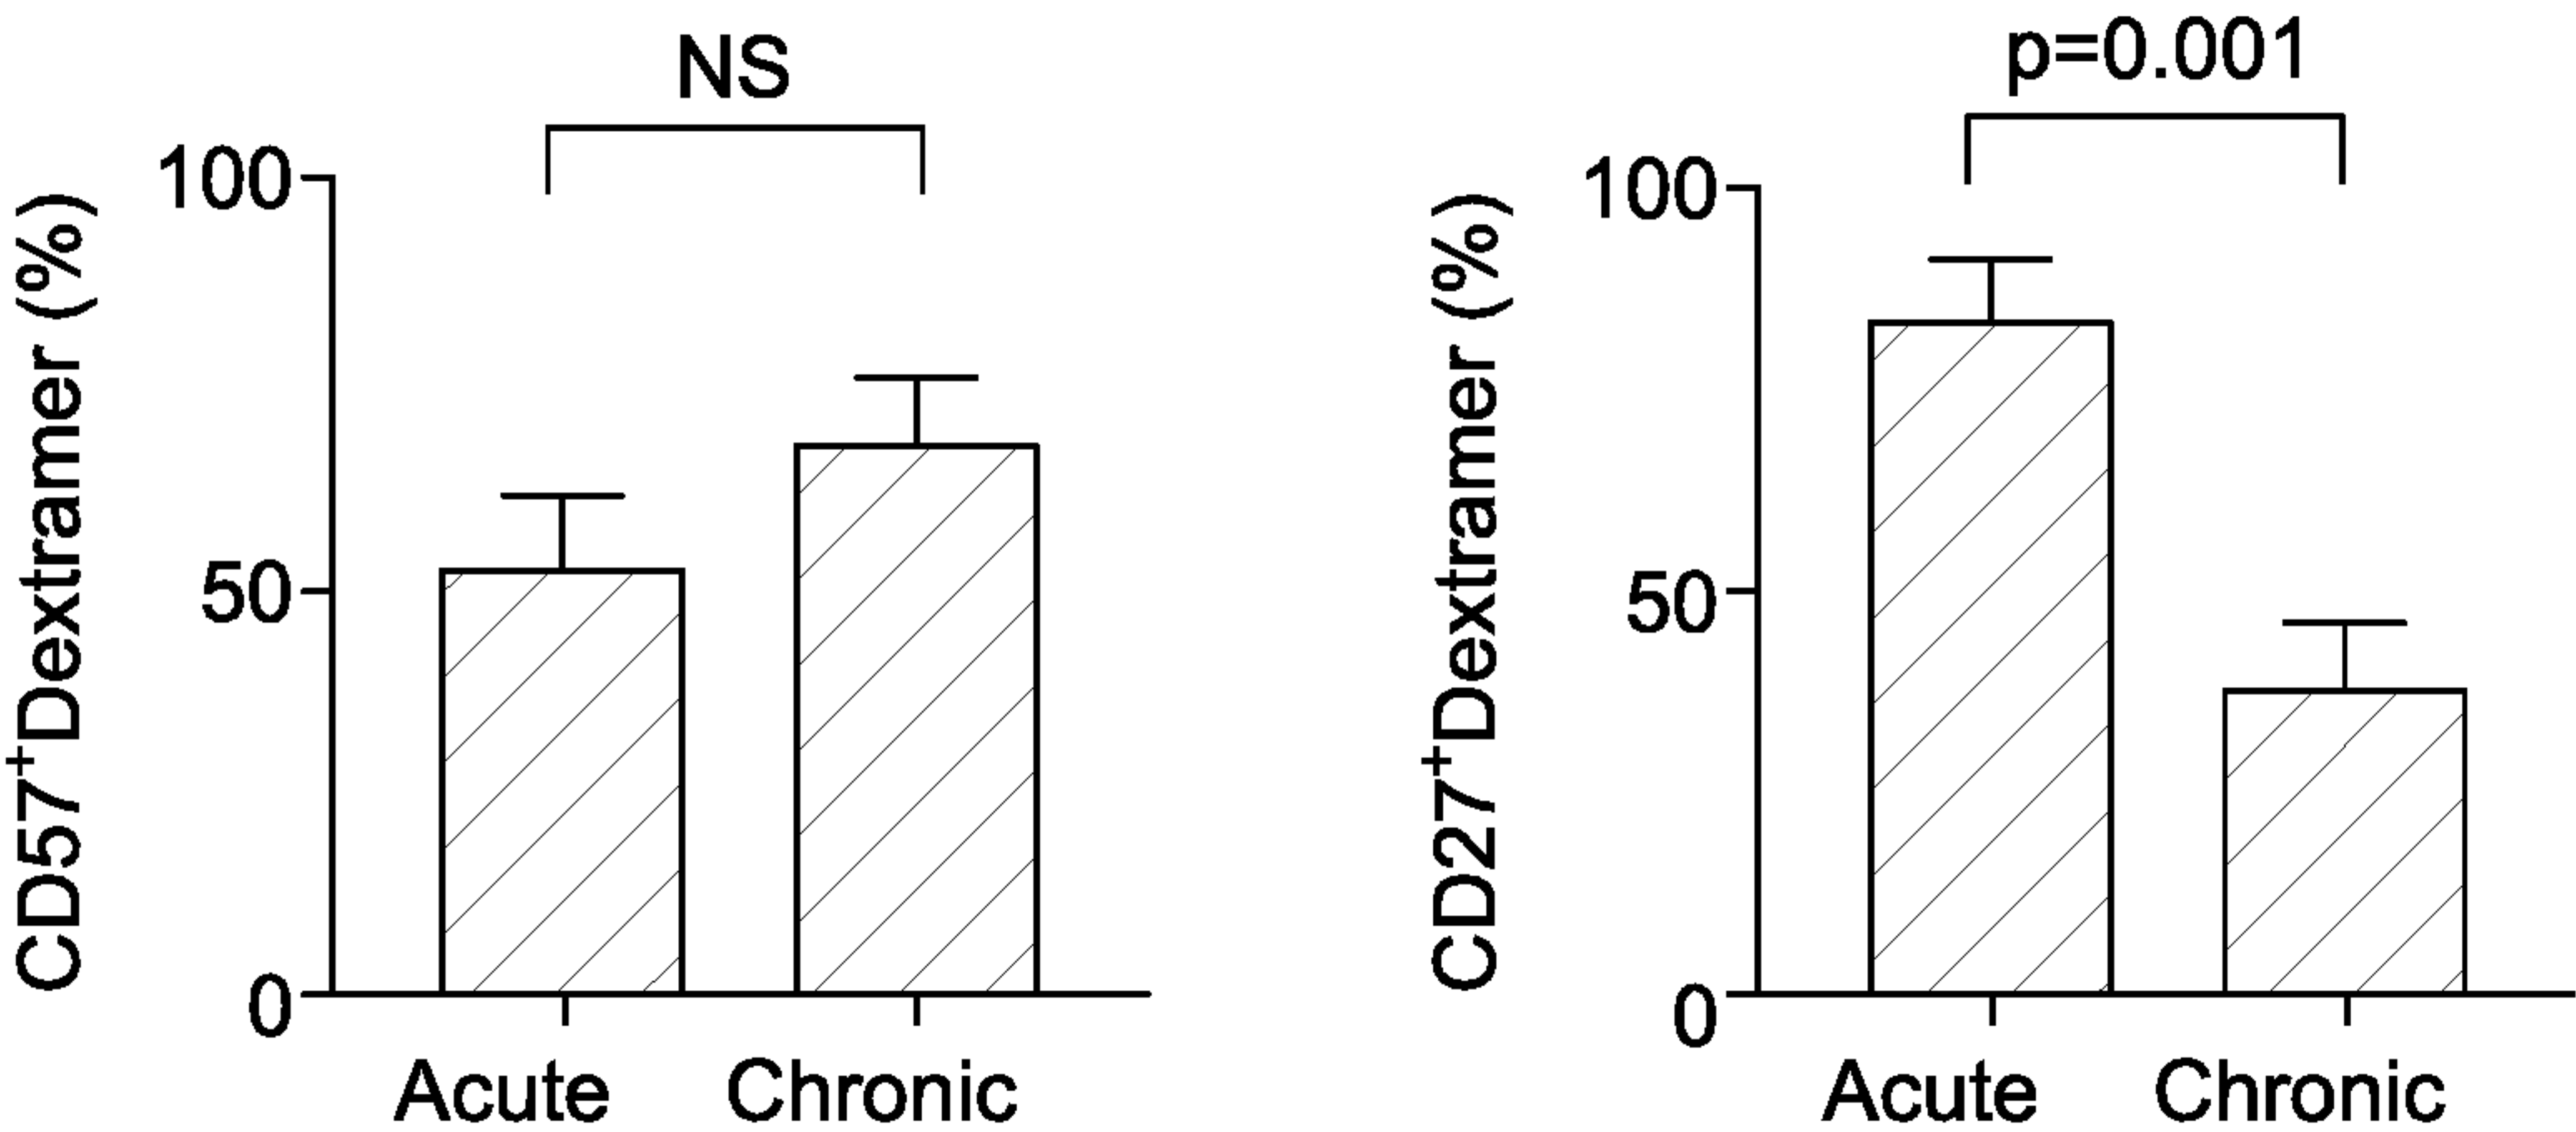 NS
CD57⁺Dextramer (%)
100
50
0
Acute Chronic
p=0.001
CD27⁺Dextramer (%)
100
50
0
Acute Chronic